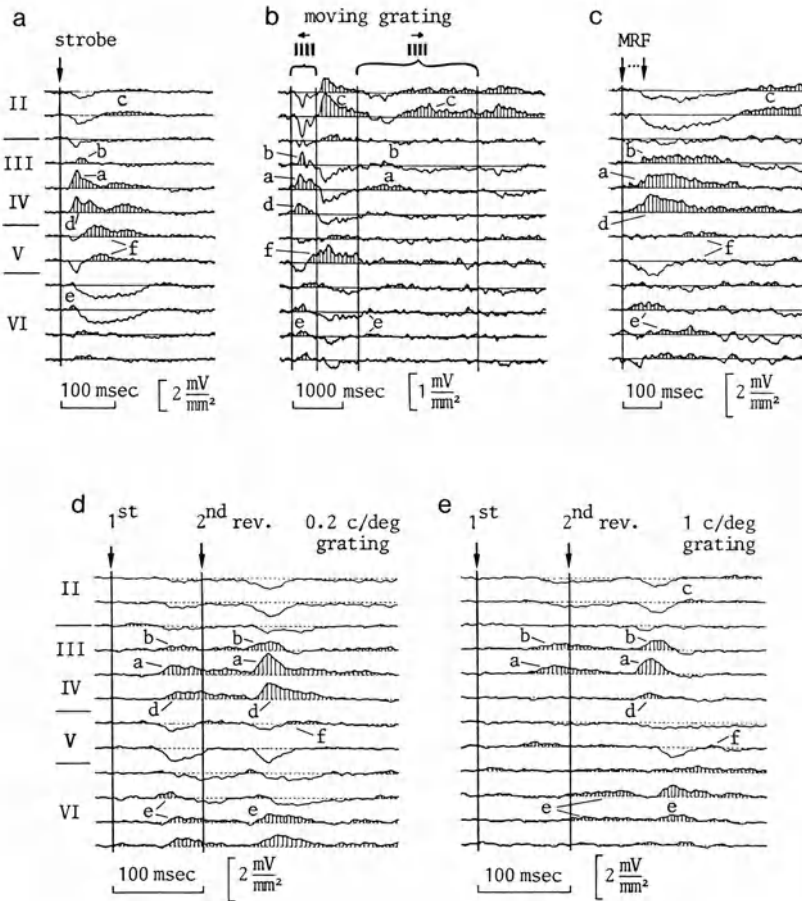 a
strobe
II
III
IV
V
VI
c
b
a
d
f
e
100 msec
2 mV/mm²
b
moving grating
c
c
b
b
a
a
d
f
e
e
1000 msec
1 mV/mm²
c
MRF
c
b
a
d
f
e'
100 msec
2 mV/mm²
d
1st
2nd rev.
0.2 c/deg
grating
II
III
IV
V
VI
b
b
a
a
d
d
f
e
e
100 msec
2 mV/mm²
e
1st
2nd rev.
1 c/deg
grating
c
b
b
a
a
d
f
e
e
100 msec
2 mV/mm²